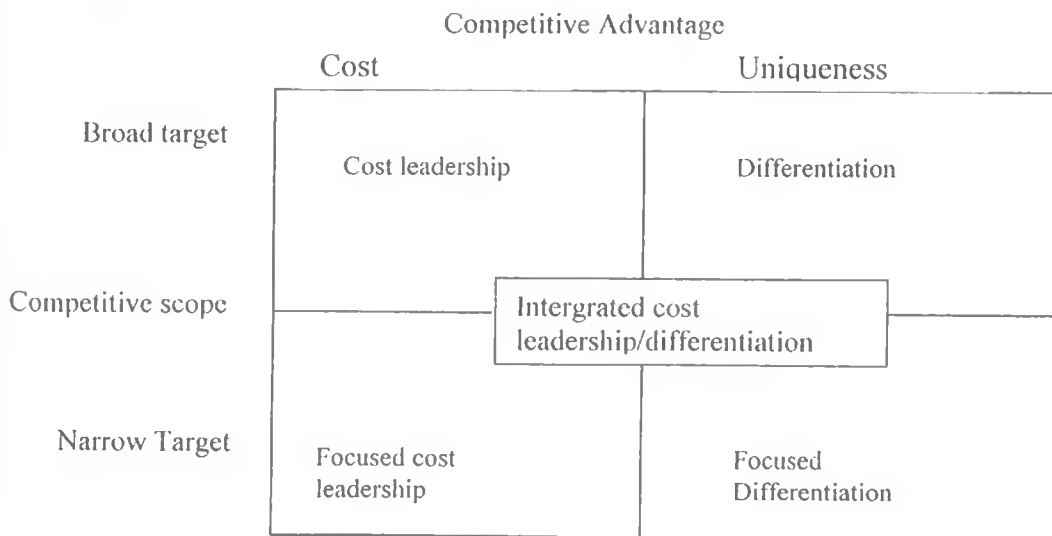 Competitive Advantage
Cost
Uniqueness
Broad target
Cost leadership
Differentiation
Competitive scope
Intergrated cost
leadership/differentiation
Narrow Target
Focused cost
leadership
Focused
Differentiation